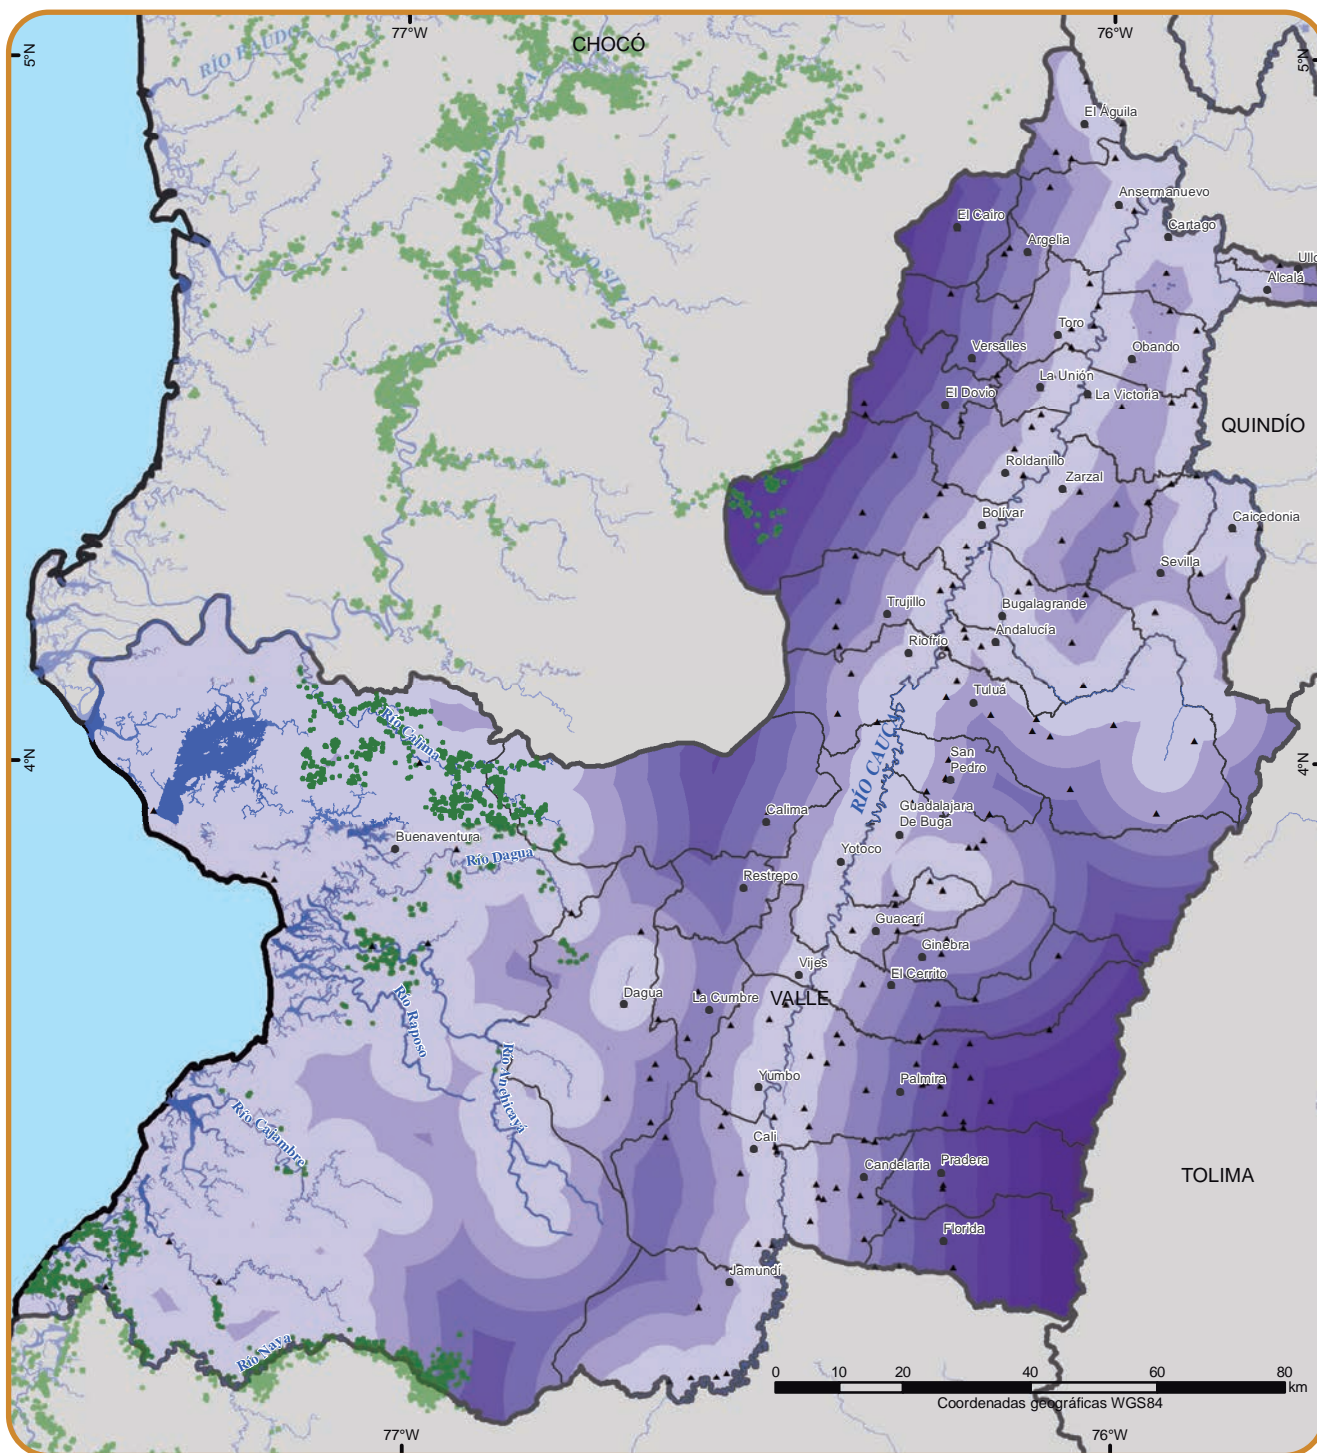 77°W
76°W
5°N
5°N
CHOCÓ
RÍO BAUDÓ
El Águila
Ansermanuevo
El Cairo
Cartago
Argelia
Alcalá
Toro
Versalles
Obando
La Unión
El Dovio
La Victoria
QUINDÍO
Roldanillo
Zarzal
Bolívar
Caicedonia
Sevilla
Trujillo
Bugalagrande
Andalucía
Riofrío
Tuluá
Río Calima
RÍO CAUCA
4°N
4°N
San
Pedro
Calima
Guadalajara
De Buga
Buenaventura
Río Dagua
Yotoco
Restrepo
Guacarí
Ginebra
Vijes
El Cerrito
Dagua
La Cumbre
VALLE
Río Raposo
Río Anchicayá
Yumbo
Palmira
Río Cajambre
Cali
Candelaria
Pradera
TOLIMA
Florida
Jamundí
Río Naya
0
10
20
40
60
80
km
Coordenadas geográficas WGS84
77°W
76°W